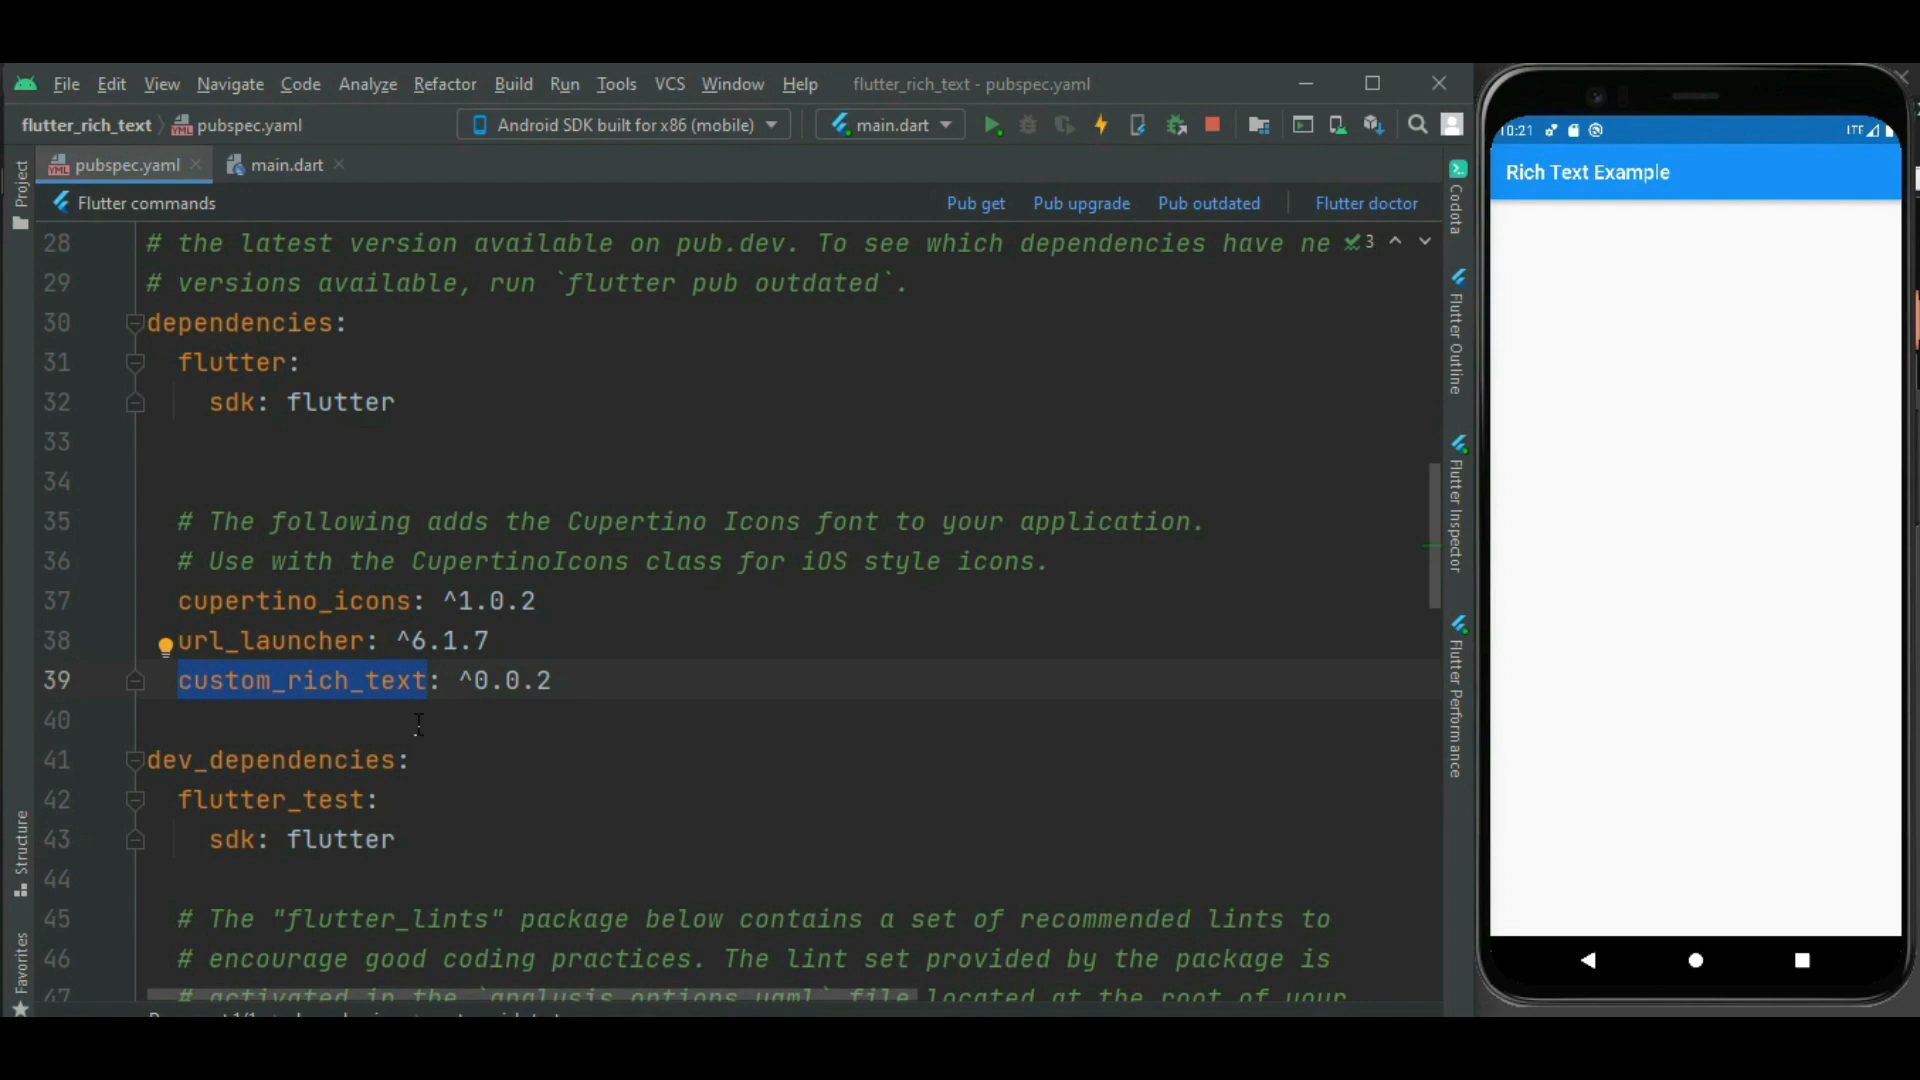 File Edit View Navigate Code Analyze Refactor Build Run Tools VCS Window Help flutter_rich_text - pubspec.yaml
flutter_rich_text pubspec.yaml Android SDK built for x86 (mobile) main.dart
pubspec.yaml main.dart
Flutter commands Pub get Pub upgrade Pub outdated Flutter doctor
28 # the latest version available on pub.dev. To see which dependencies have ne 3
29 # versions available, run `flutter pub outdated`.
30 dependencies:
31 flutter:
32 sdk: flutter
33
34
35 # The following adds the Cupertino Icons font to your application.
36 # Use with the CupertinoIcons class for iOS style icons.
37 cupertino_icons: ^1.0.2
38 url_launcher: ^6.1.7
39 custom_rich_text: ^0.0.2
40
41 dev_dependencies:
42 flutter_test:
43 sdk: flutter
44
45 # The "flutter_lints" package below contains a set of recommended lints to
46 # encourage good coding practices. The lint set provided by the package is
47 # activated in the `analysis_options.yaml` file located at the root of your
Project
Structure
Favorites
Codota
Flutter Outline
Flutter Inspector
Flutter Performance
10:21 LTE
Rich Text Example